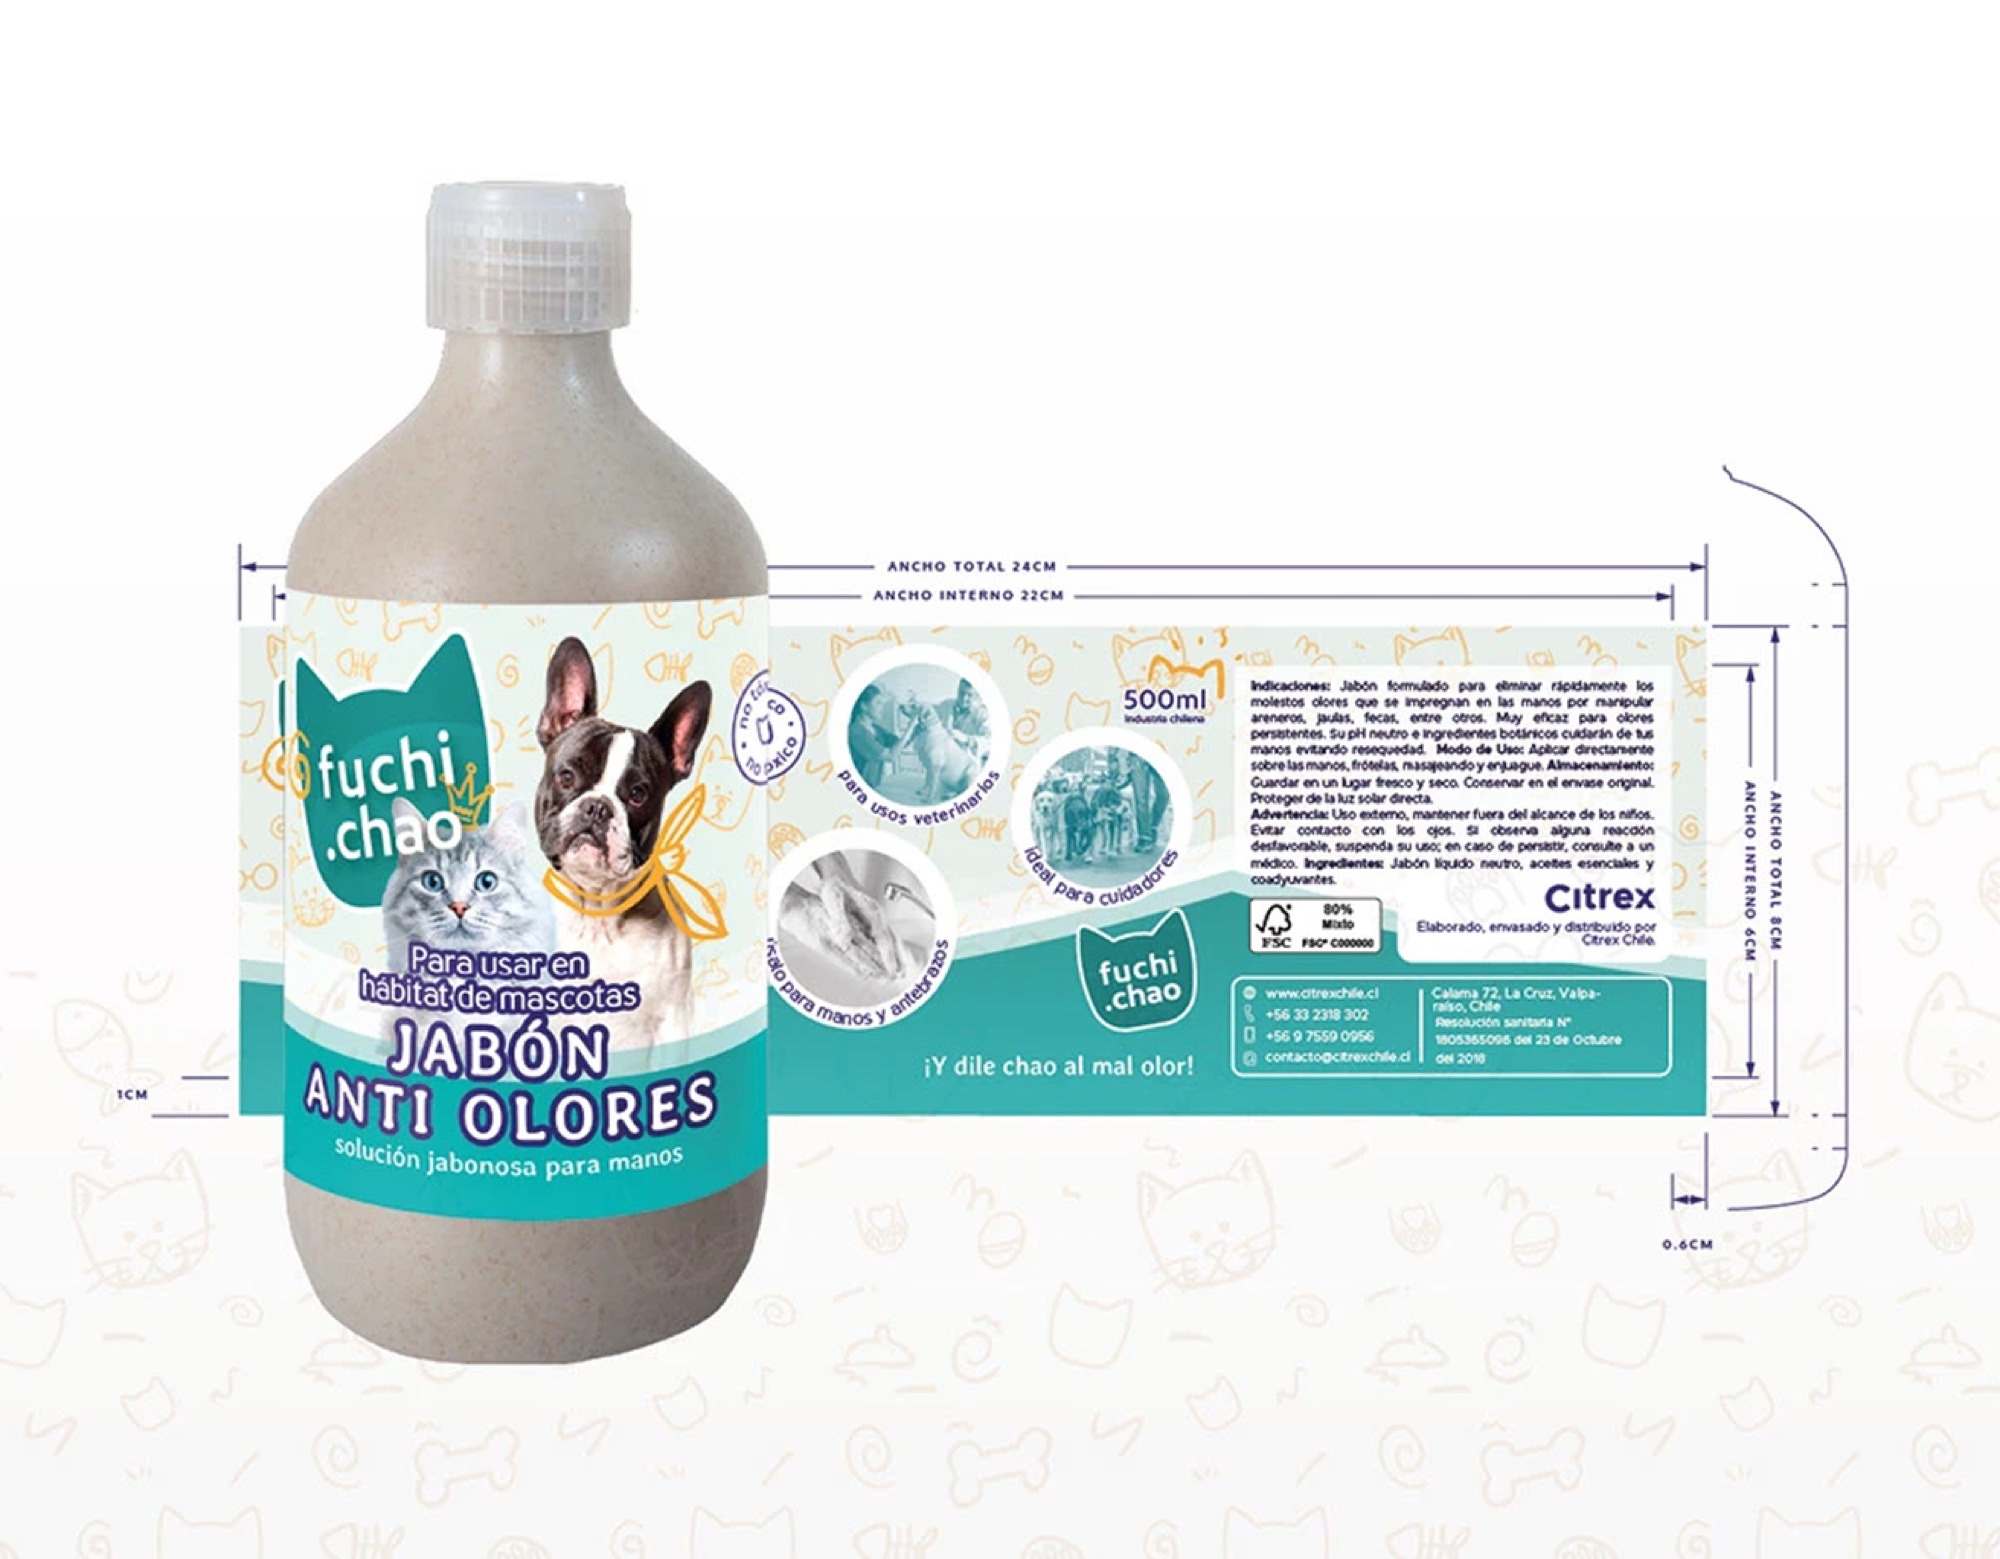 ANCHO TOTAL 24CM
ANCHO INTERNO 22CM
fuchi
.chao
Para usar en
hábitat de mascotas
JABÓN
ANTI OLORES
solución jabonosa para manos
no tóxico
para usos veterinarios
ideal para cuidadores
para manos y antebrazos
500ml
Industria chilena
fuchi
.chao
¡Y dile chao al mal olor!
Indicaciones: Jabón formulado para eliminar rápidamente los
molestos olores que se impregnan en las manos por manipular
areneros, jaulas, fecas, entre otros. Muy eficaz para olores
persistentes. Su pH neutro e ingredientes botánicos cuidarán de tus
manos evitando resequedad. Modo de Uso: Aplicar directamente
sobre las manos, frótelas, masajeando y enjuague. Almacenamiento:
Guardar en un lugar fresco y seco. Conservar en el envase original.
Proteger de la luz solar directa.
Advertencia: Uso externo, mantener fuera del alcance de los niños.
Evitar contacto con los ojos. Si observa alguna reacción
desfavorable, suspenda su uso; en caso de persistir, consulte a un
médico. Ingredientes: Jabón líquido neutro, aceites esenciales y
coadyuvantes.
Citrex
Elaborado, envasado y distribuido por
Citrex Chile.
FSC
80%
Mixto
FSC® C000000
www.citrexchile.cl
+56 33 2318 302
+56 9 7559 0956
contacto@citrexchile.cl
Calama 72, La Cruz, Valpa-
raíso, Chile
Resolución sanitaria N°
1805365096 del 23 de Octubre
del 2018
ANCHO INTERNO 6CM
ANCHO TOTAL 8CM
1CM
0.6CM